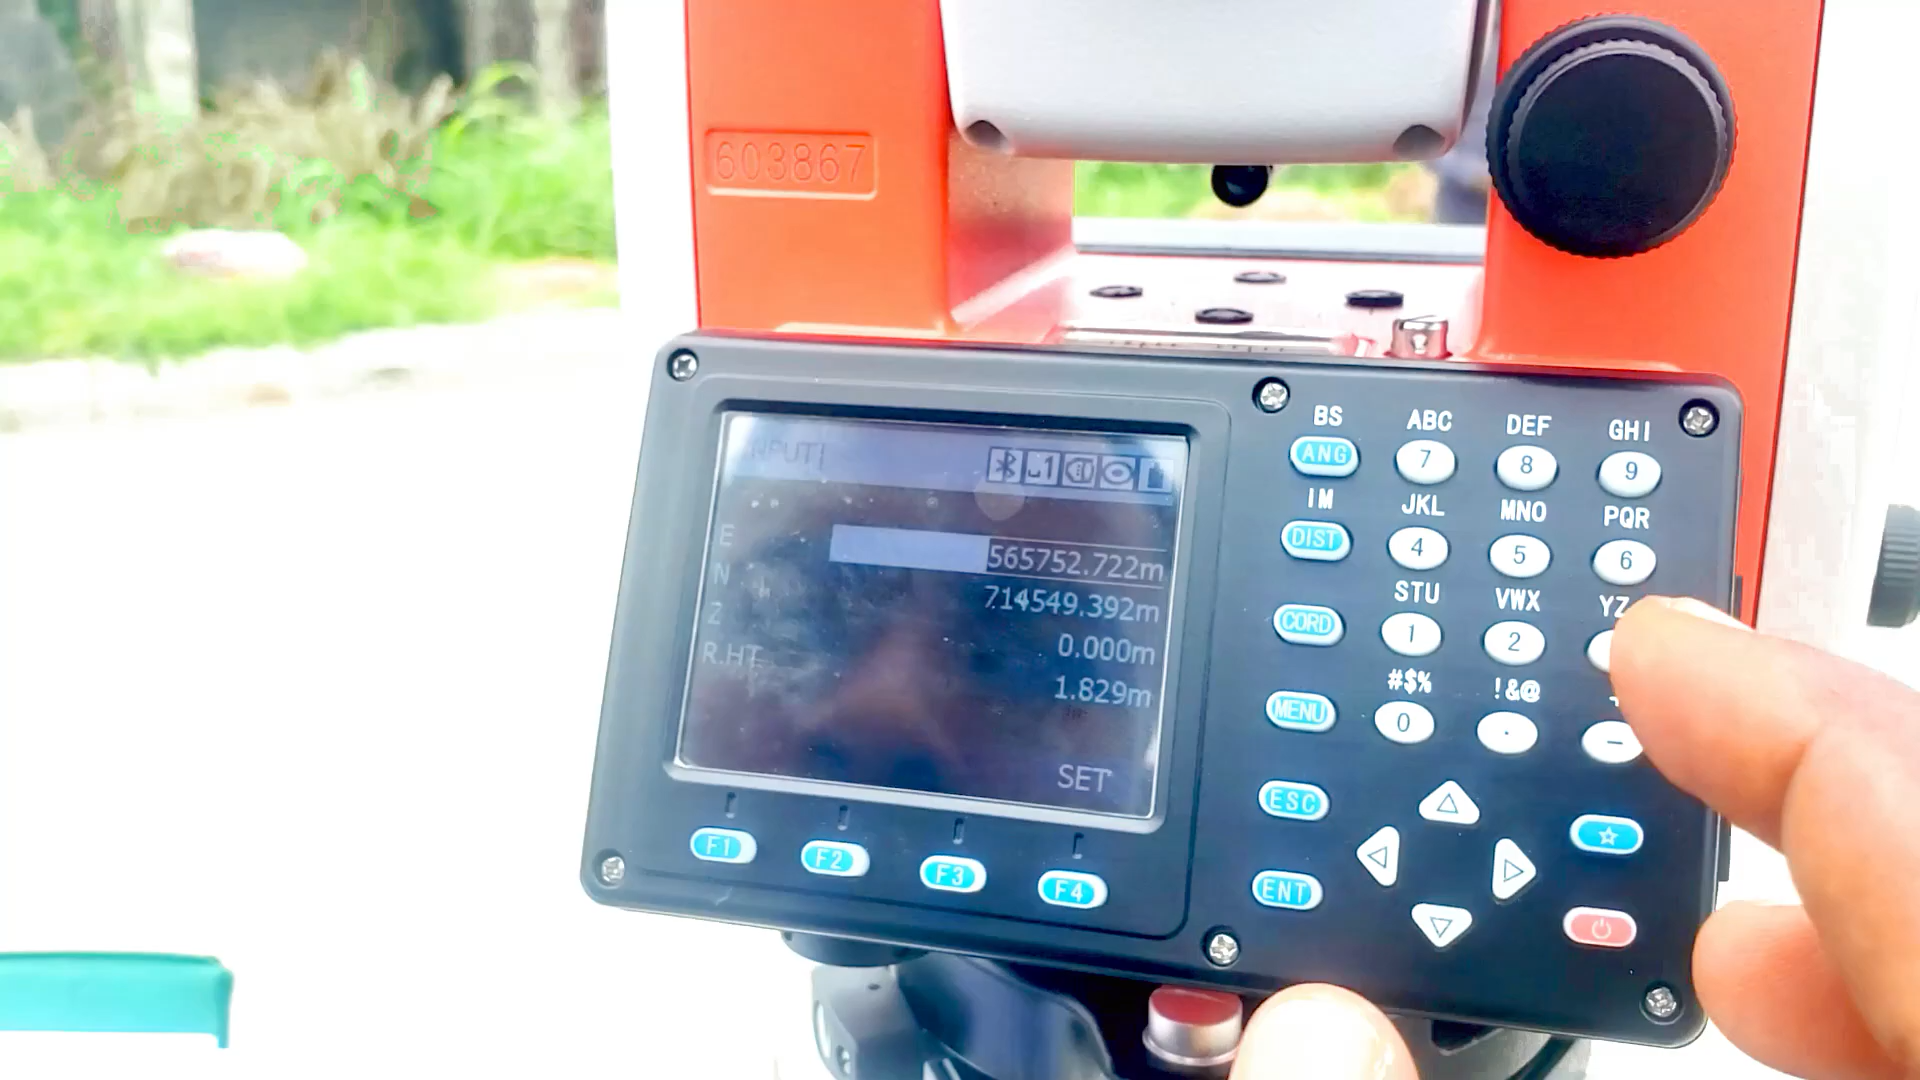 603867
INPUT
1
E 565752.722m
N 714549.392m
Z 0.000m
R.HT 1.829m
SET
F1 F2 F3 F4
BS ABC DEF GHI
ANG 7 8 9
IM JKL MNO PQR
DIST 4 5 6
STU VWX YZ
CORD 1 2
#$% !&@
MENU 0 . −
ESC
ENT